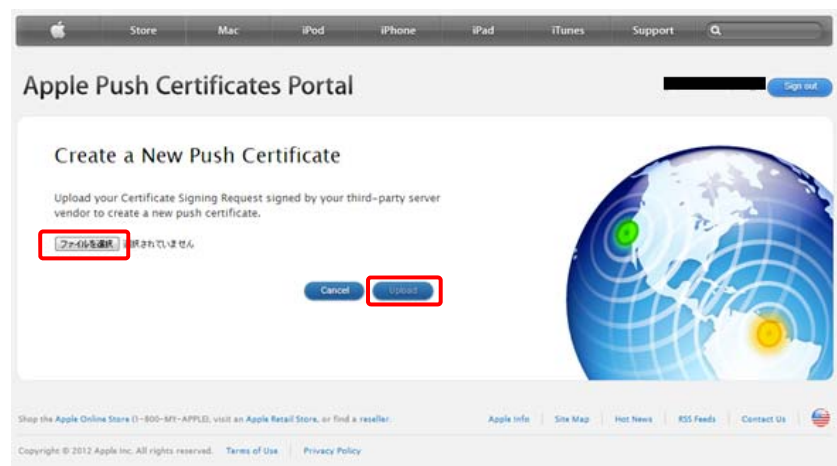 Store Mac iPod iPhone iPad iTunes Support
Apple Push Certificates Portal
Sign out
Create a New Push Certificate
Upload your Certificate Signing Request signed by your third-party server
vendor to create a new push certificate.
ファイルを選択 選択されていません
Cancel Upload
Shop the Apple Online Store (1-800-MY-APPLE), visit an Apple Retail Store, or find a reseller.
Apple Info Site Map Hot News RSS Feeds Contact Us
Copyright © 2012 Apple Inc. All rights reserved. Terms of Use Privacy Policy